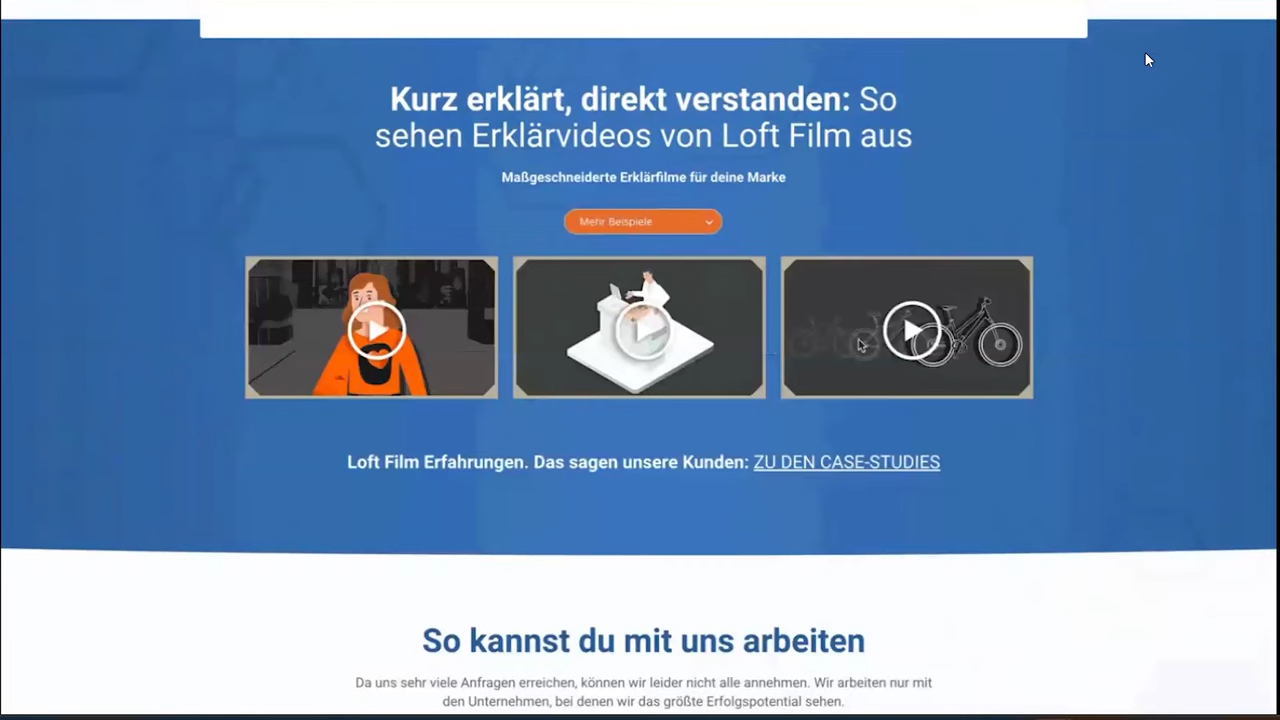 Kurz erklärt, direkt verstanden: So
sehen Erklärvideos von Loft Film aus
Maßgeschneiderte Erklärfilme für deine Marke
Mehr Beispiele
Loft Film Erfahrungen. Das sagen unsere Kunden: ZU DEN CASE-STUDIES
So kannst du mit uns arbeiten
Da uns sehr viele Anfragen erreichen, können wir leider nicht alle annehmen. Wir arbeiten nur mit
den Unternehmen, bei denen wir das größte Erfolgspotential sehen.